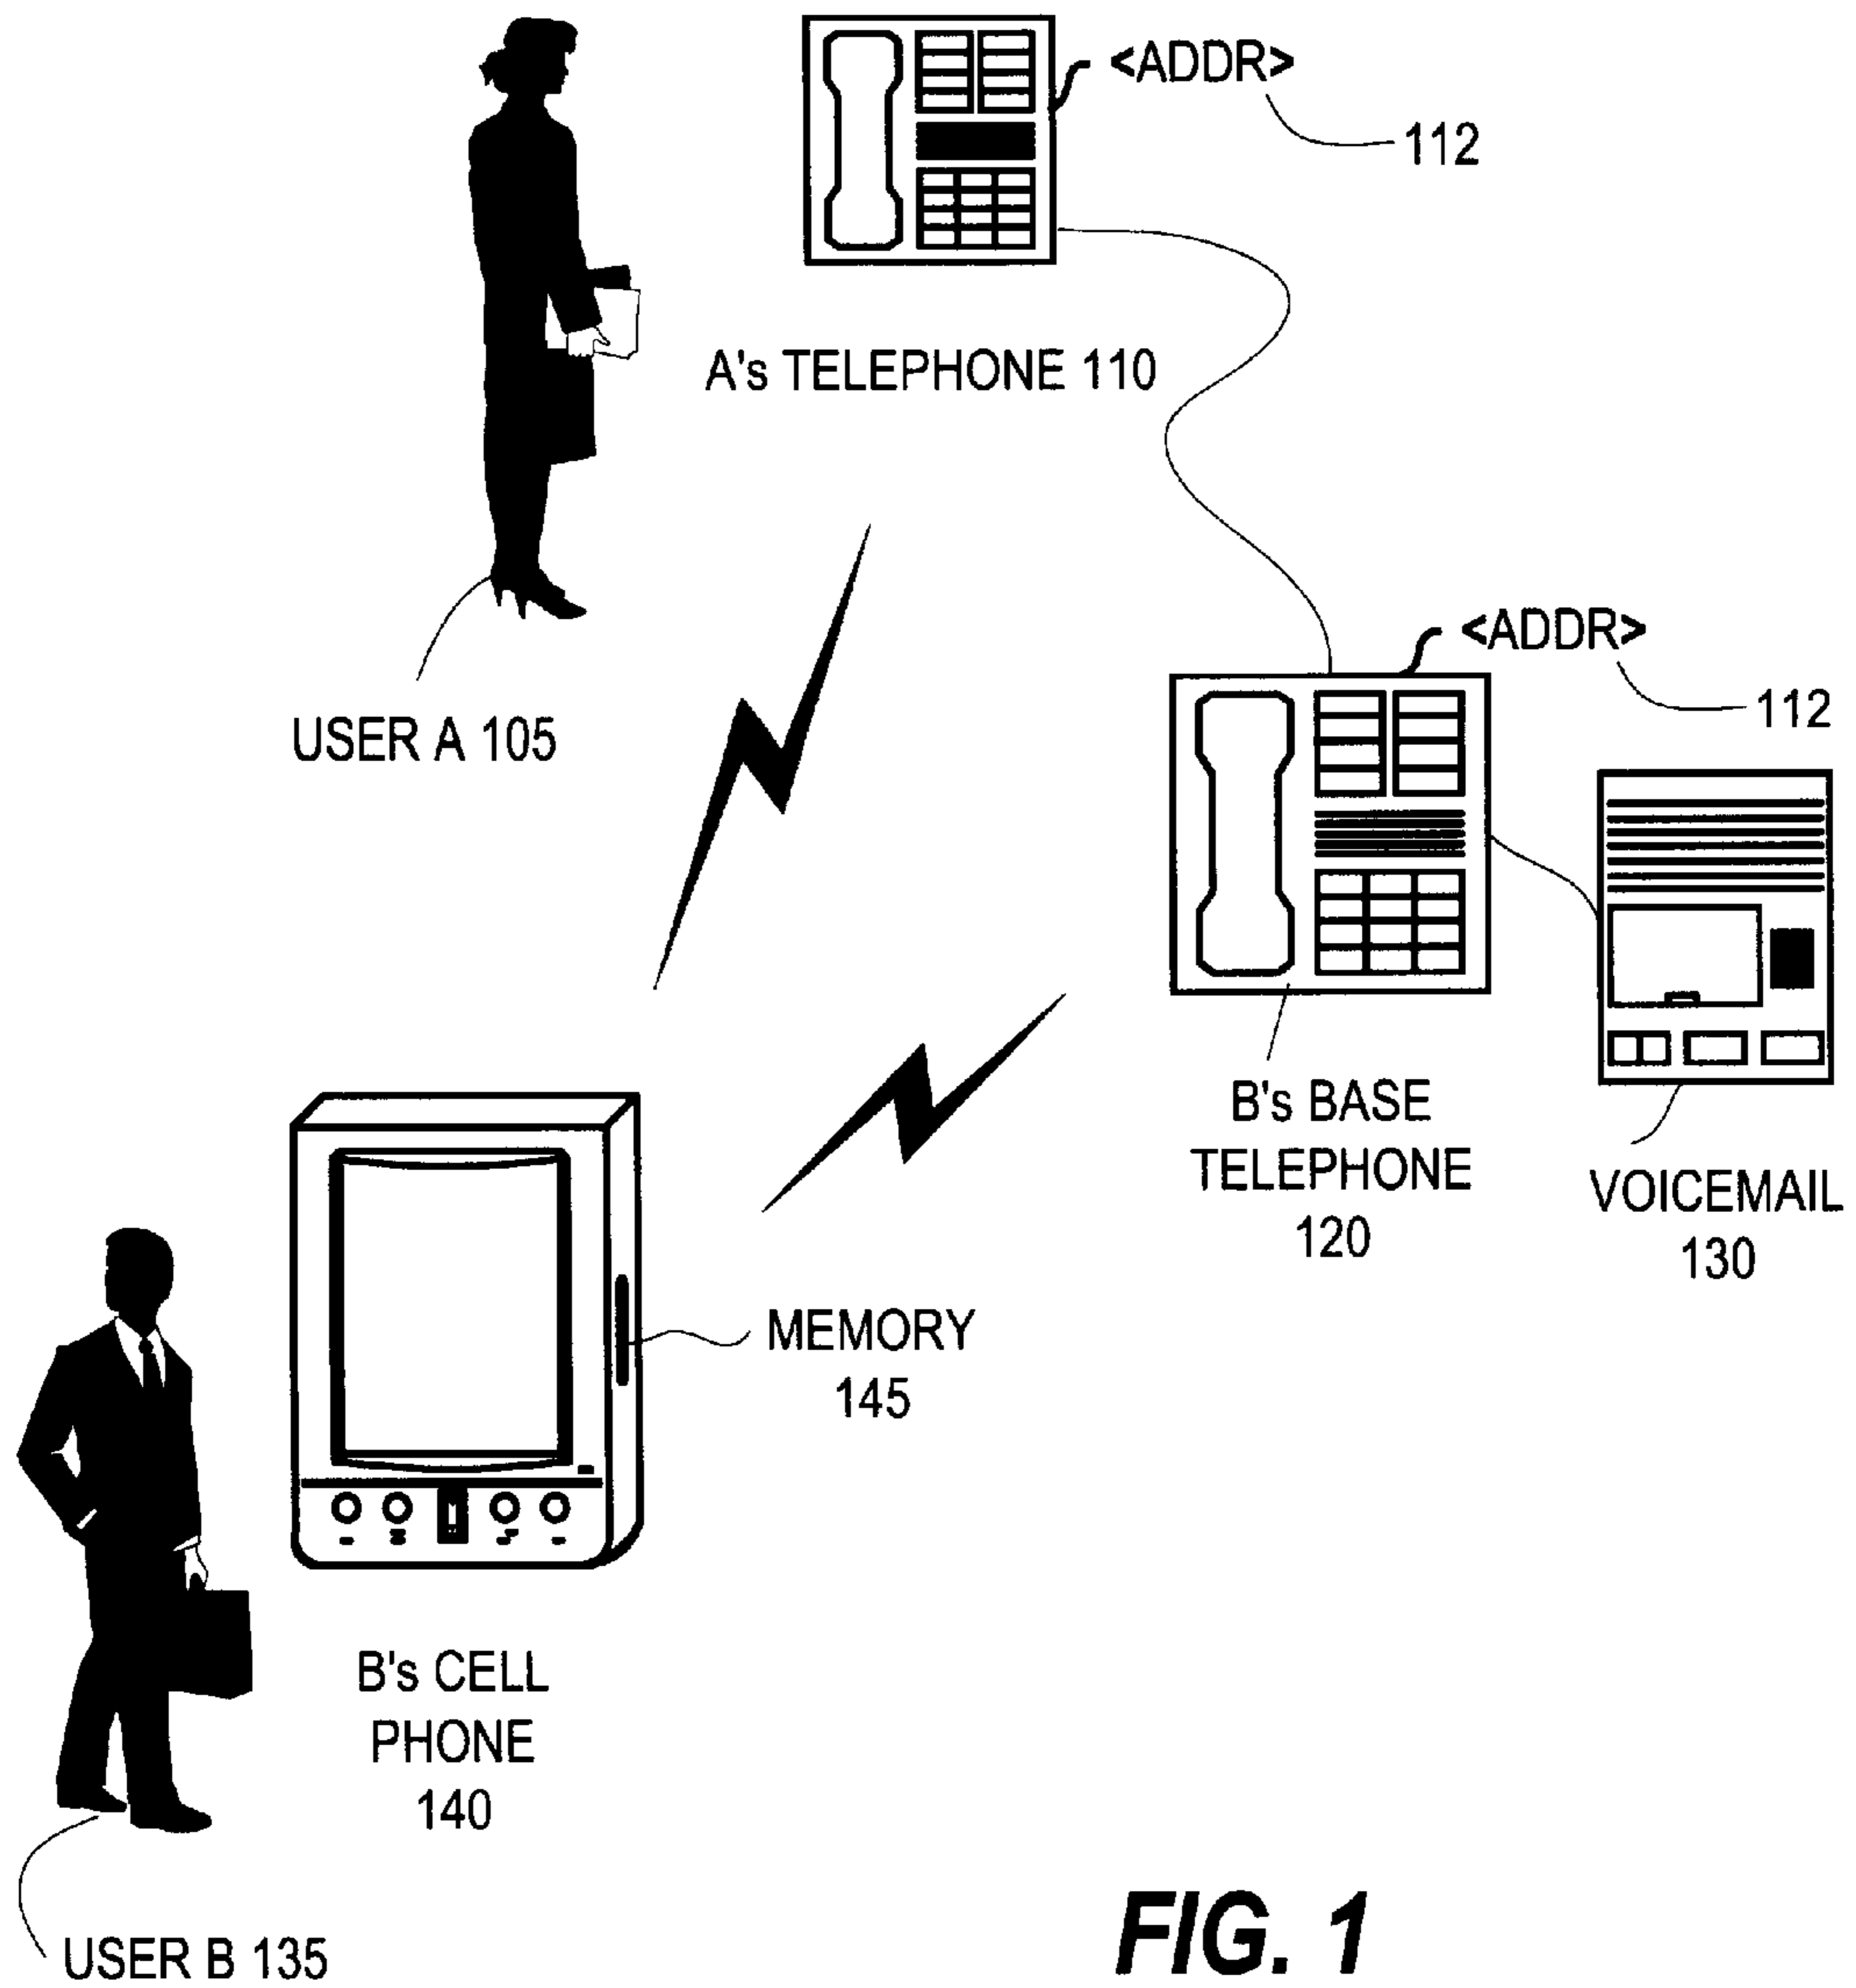 <ADDR>
112
A's TELEPHONE 110
USER A 105
<ADDR>
112
B's BASE
TELEPHONE
120
VOICEMAIL
130
MEMORY
145
B's CELL
PHONE
140
USER B 135
FIG. 1